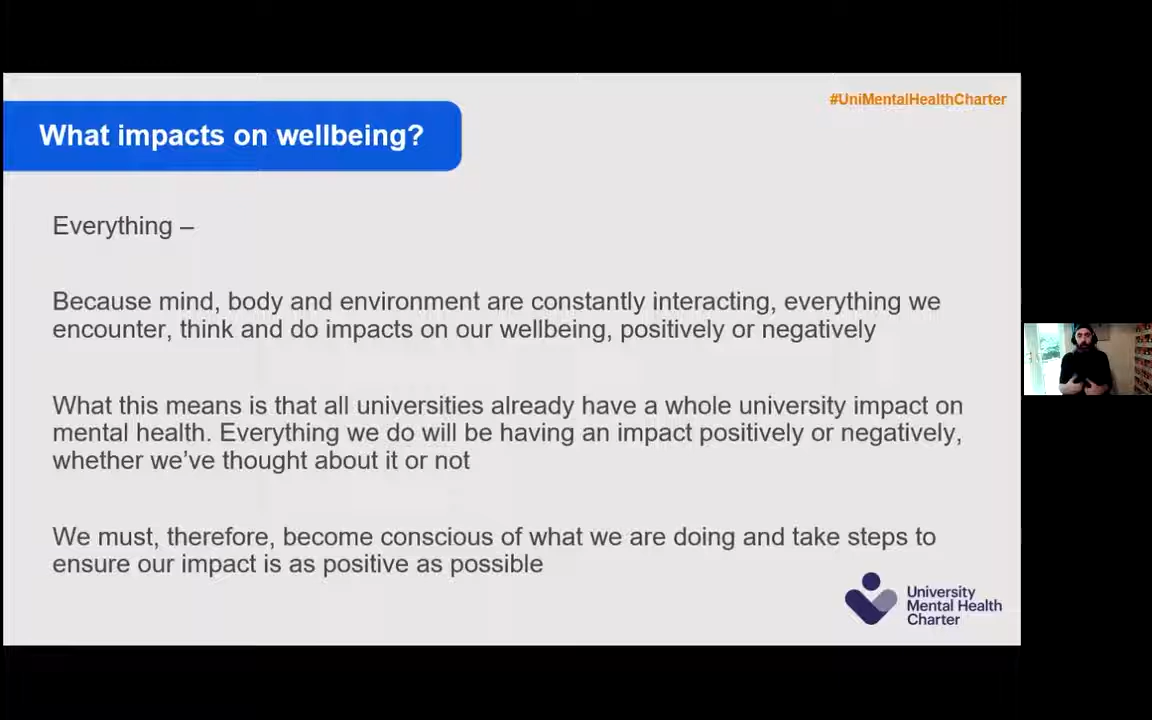 #UniMentalHealthCharter
What impacts on wellbeing?
Everything –
Because mind, body and environment are constantly interacting, everything we
encounter, think and do impacts on our wellbeing, positively or negatively
What this means is that all universities already have a whole university impact on
mental health. Everything we do will be having an impact positively or negatively,
whether we’ve thought about it or not
We must, therefore, become conscious of what we are doing and take steps to
ensure our impact is as positive as possible
University
Mental Health
Charter